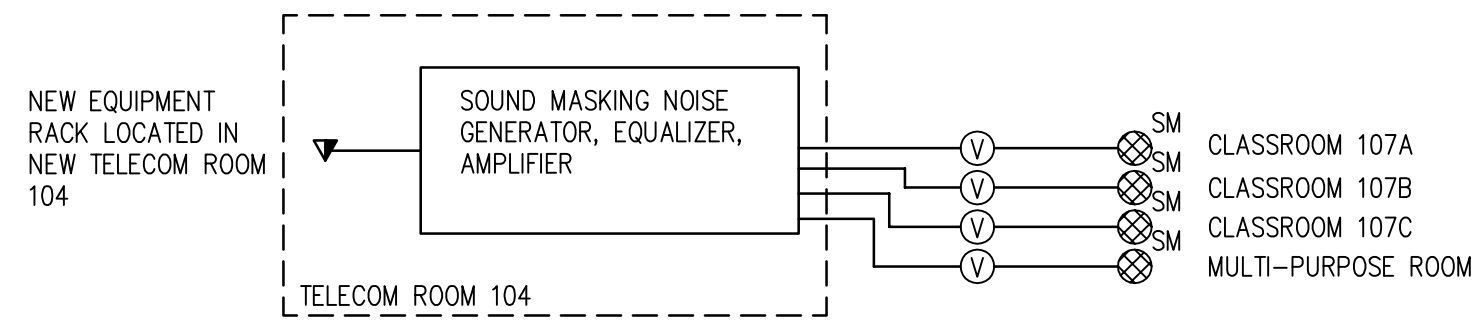 NEW EQUIPMENT
RACK LOCATED IN
NEW TELECOM ROOM
104
SOUND MASKING NOISE
GENERATOR, EQUALIZER,
AMPLIFIER
TELECOM ROOM 104
V SM CLASSROOM 107A
V SM CLASSROOM 107B
V SM CLASSROOM 107C
V SM MULTI-PURPOSE ROOM